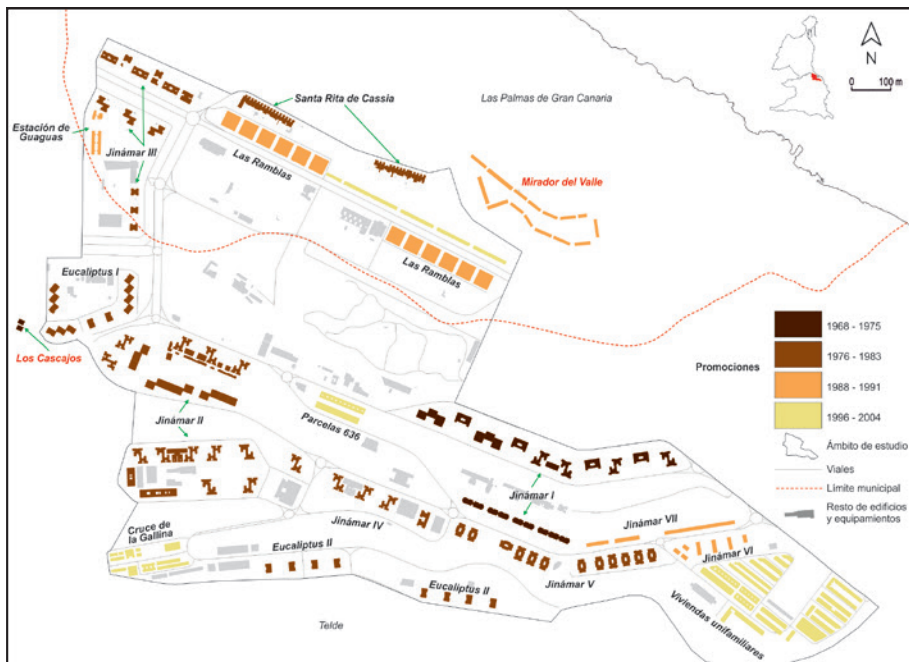 N
0 100 m
Las Palmas de Gran Canaria
Santa Rita de Cassia
Estación de
Guaguas
Jinámar III
Las Ramblas
Mirador del Valle
Las Ramblas
Eucaliptus I
Los Cascajos
Jinámar II
Parcelas 636
Jinámar I
Cruce de
la Gallina
Jinámar IV
Jinámar VII
Eucaliptus II
Jinámar VI
Jinámar V
Eucaliptus II
Viviendas unifamiliares
Telde
Promociones
1968 - 1975
1976 - 1983
1988 - 1991
1996 - 2004
Ámbito de estudio
Viales
Límite municipal
Resto de edificios
y equipamientos